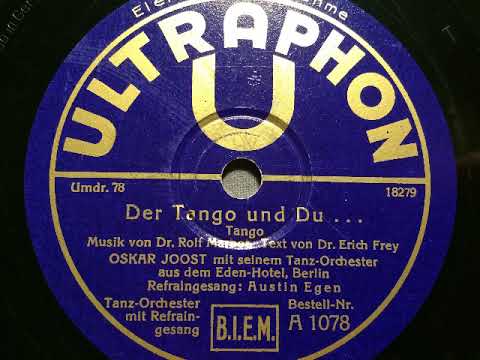 ULTRAPHON
U
Umdr. 78
18279
Der Tango und Du ...
Tango
Musik von Dr. Rolf Text von Dr. Erich Frey
OSKAR JOOST mit seinem Tanz-Orchester
aus dem Eden-Hotel, Berlin
Refraingesang: Austin Egen
Tanz-Orchester
mit Refrain-
gesang
B.I.E.M.
Bestell-Nr.
A 1078